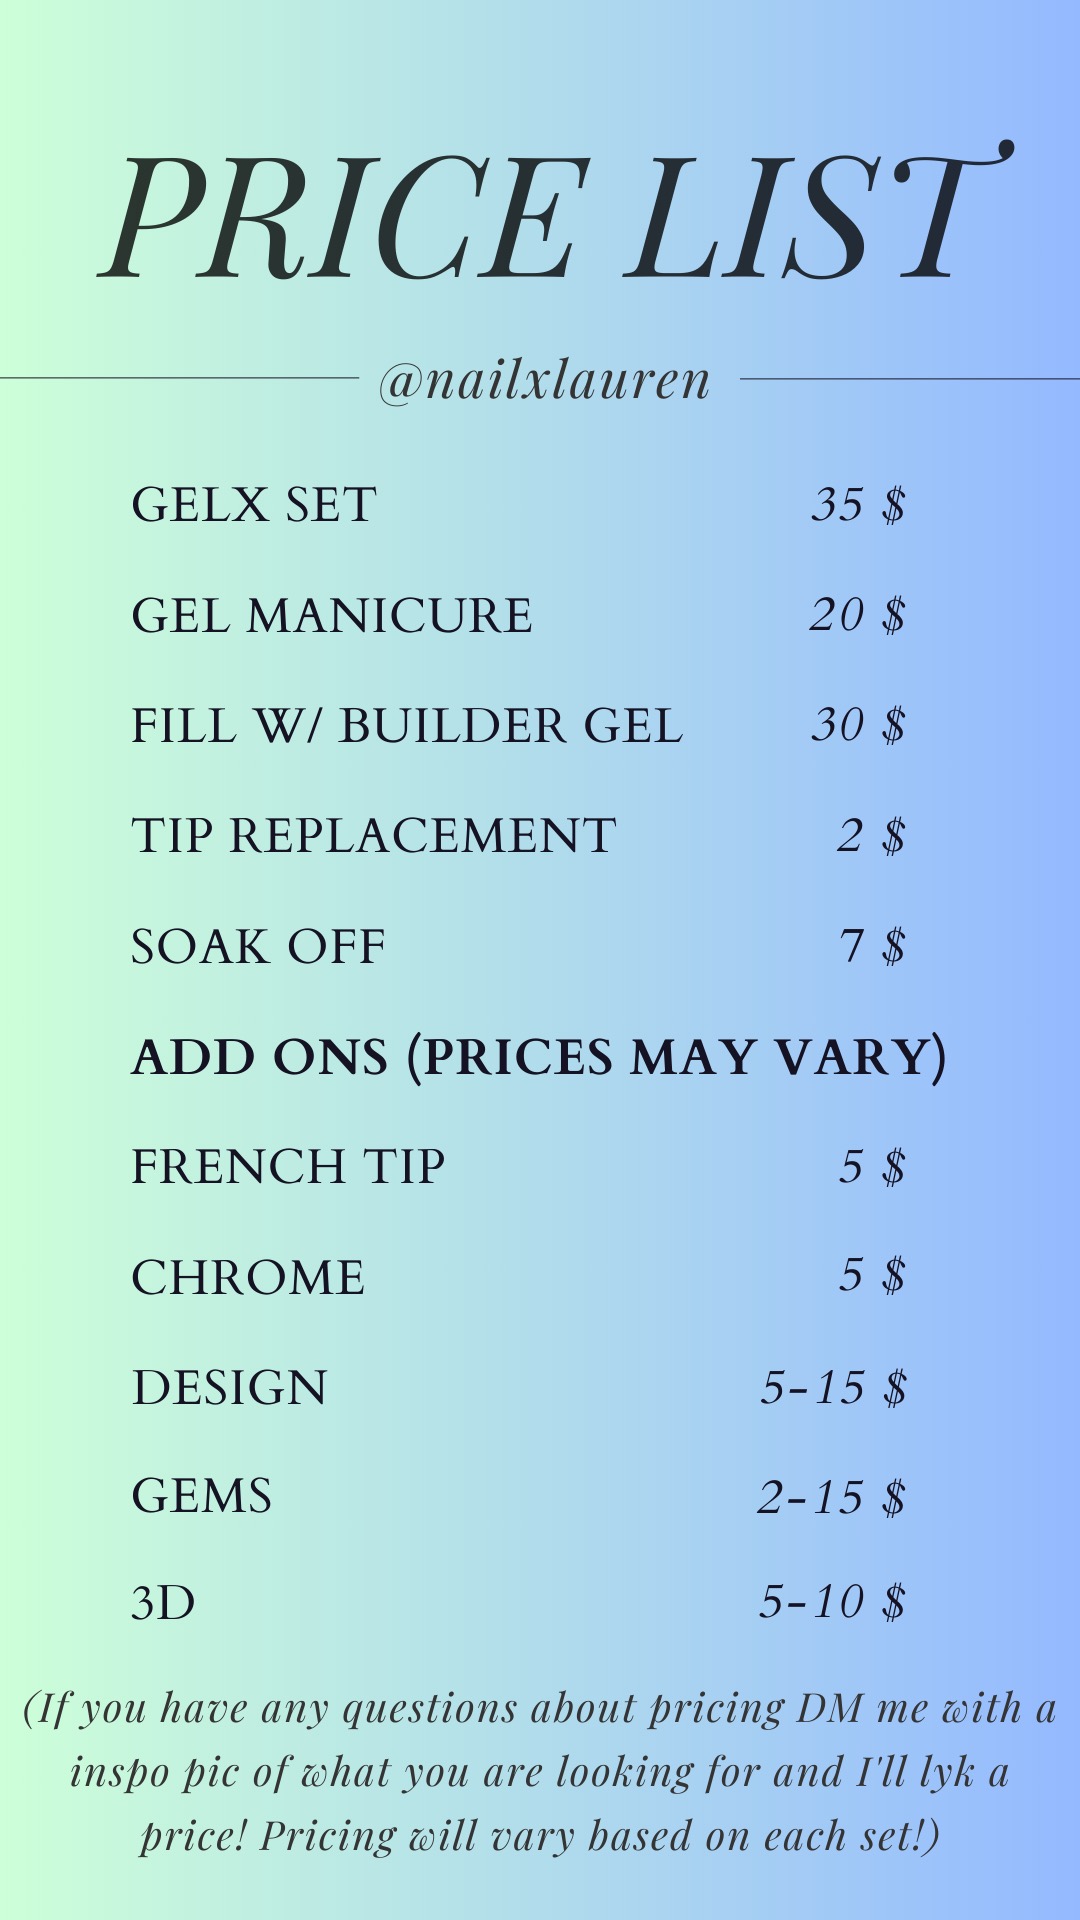 PRICE LIST
@nailxlauren
GELX SET 35 $
GEL MANICURE 20 $
FILL W/ BUILDER GEL 30 $
TIP REPLACEMENT 2 $
SOAK OFF 7 $
ADD ONS (PRICES MAY VARY)
FRENCH TIP 5 $
CHROME 5 $
DESIGN 5-15 $
GEMS 2-15 $
3D 5-10 $
(If you have any questions about pricing DM me with a
inspo pic of what you are looking for and I'll lyk a
price! Pricing will vary based on each set!)